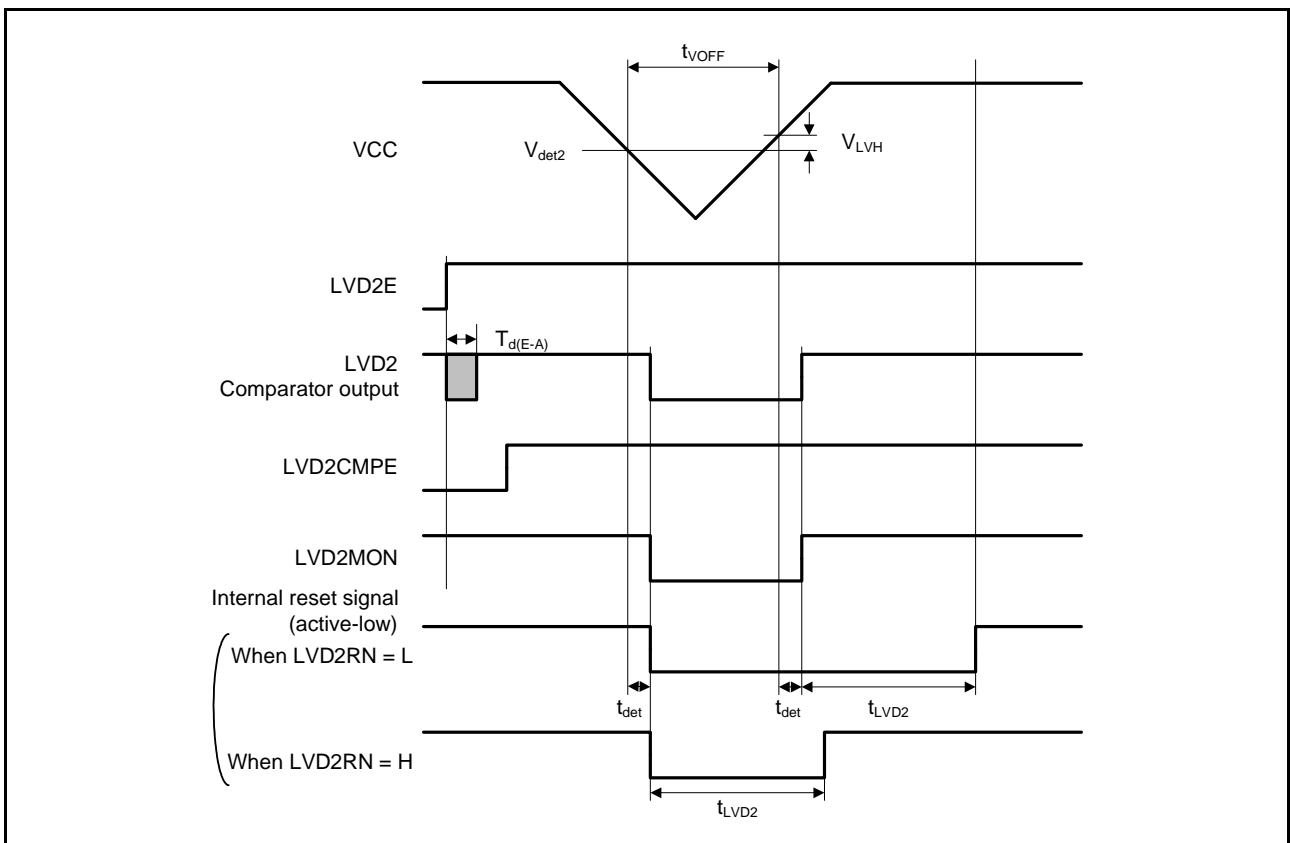 tVOFF
VCC
Vdet2
VLVH
LVD2E
Td(E-A)
LVD2
Comparator output
LVD2CMPE
LVD2MON
Internal reset signal
(active-low)
When LVD2RN = L
tdet
tdet
tLVD2
When LVD2RN = H
tLVD2